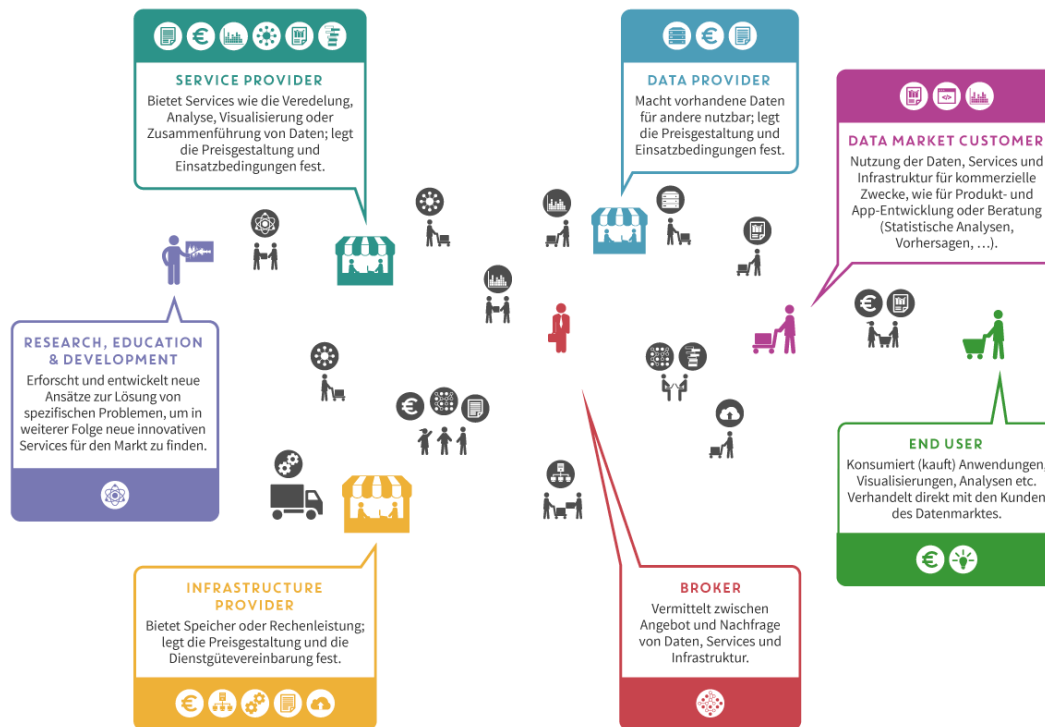 SERVICE PROVIDER
Bietet Services wie die Veredelung,
Analyse, Visualisierung oder
Zusammenführung von Daten; legt
die Preisgestaltung und
Einsatzbedingungen fest.
DATA PROVIDER
Macht vorhandene Daten
für andere nutzbar; legt
die Preisgestaltung und
Einsatzbedingungen fest.
DATA MARKET CUSTOMER
Nutzung der Daten, Services und
Infrastruktur für kommerzielle
Zwecke, wie für Produkt- und
App-Entwicklung oder Beratung
(Statistische Analysen,
Vorhersagen, ...).
RESEARCH, EDUCATION
& DEVELOPMENT
Erforscht und entwickelt neue
Ansätze zur Lösung von
spezifischen Problemen, um in
weiterer Folge neue innovativen
Services für den Markt zu finden.
END USER
Konsumiert (kauft) Anwendungen,
Visualisierungen, Analysen etc.
Verhandelt direkt mit den Kunden
des Datenmarktes.
INFRASTRUCTURE
PROVIDER
Bietet Speicher oder Rechenleistung;
legt die Preisgestaltung und die
Dienstgütevereinbarung fest.
BROKER
Vermittelt zwischen
Angebot und Nachfrage
von Daten, Services und
Infrastruktur.